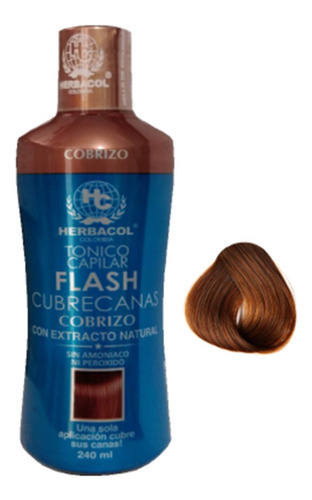 HERBACOL
COLOMBIA
COBRIZO
HC
HERBACOL
COLOMBIA
TONICO
CAPILAR
FLASH
CUBRECANAS
COBRIZO
CON EXTRACTO NATURAL
SIN AMONIACO
NI PEROXIDO
Una sola
aplicación cubre
sus canas!
240 ml